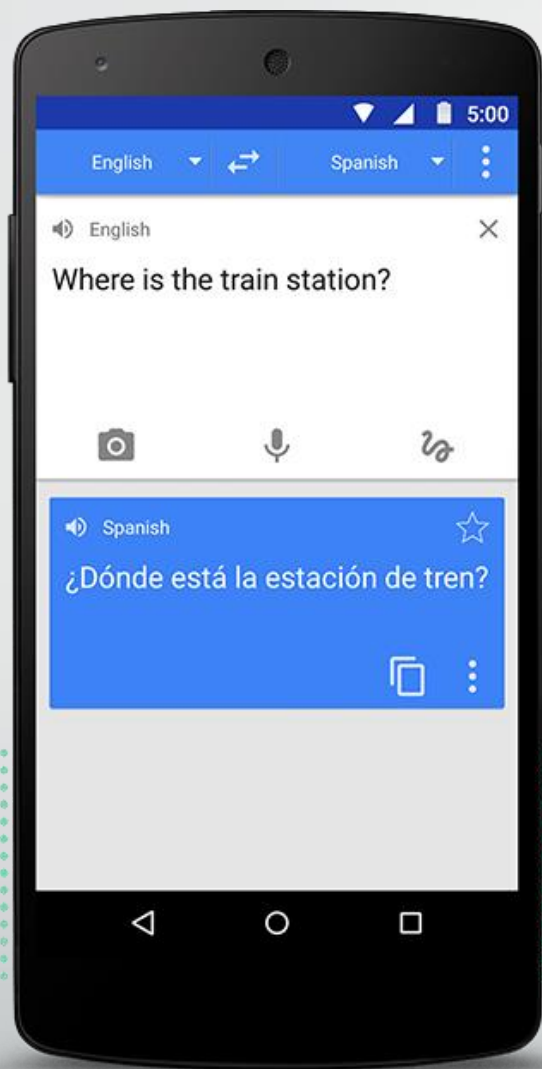 5:00
English
Spanish
English
Where is the train station?
Spanish
¿Dónde está la estación de tren?